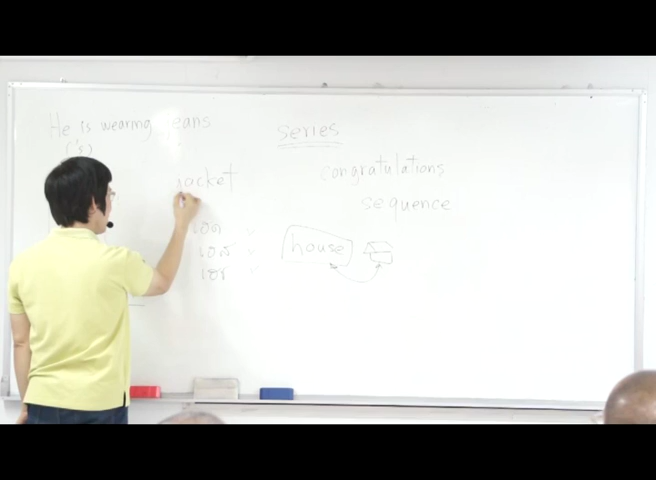 He is wearing jeans
('s)
series
congratulations
jacket
sequence
house